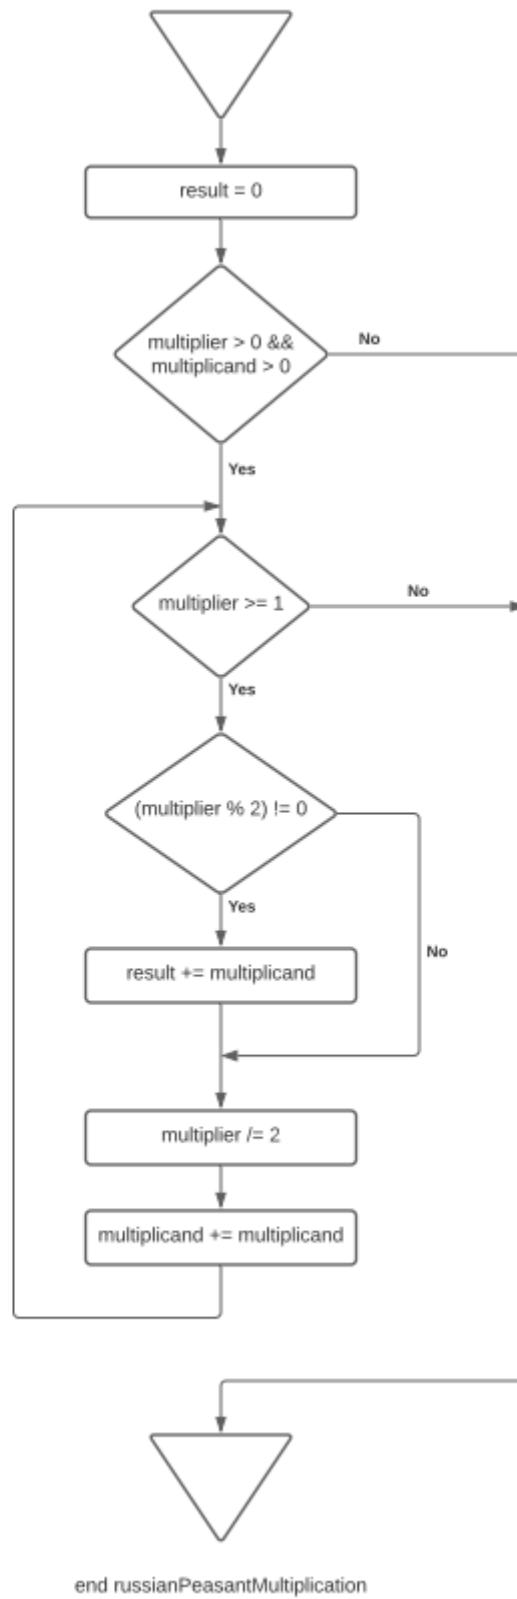 result = 0
multiplier > 0 &&
multiplicand > 0
No
Yes
multiplier >= 1
No
Yes
(multiplier % 2) != 0
Yes
No
result += multiplicand
multiplier /= 2
multiplicand += multiplicand
end russianPeasantMultiplication